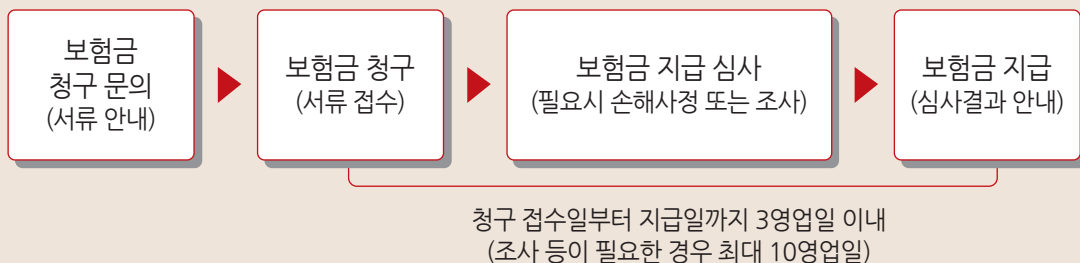 보험금
청구 문의
(서류 안내)
보험금 청구
(서류 접수)
보험금 지급 심사
(필요시 손해사정 또는 조사)
보험금 지급
(심사결과 안내)
청구 접수일부터 지급일까지 3영업일 이내
(조사 등이 필요한 경우 최대 10영업일)